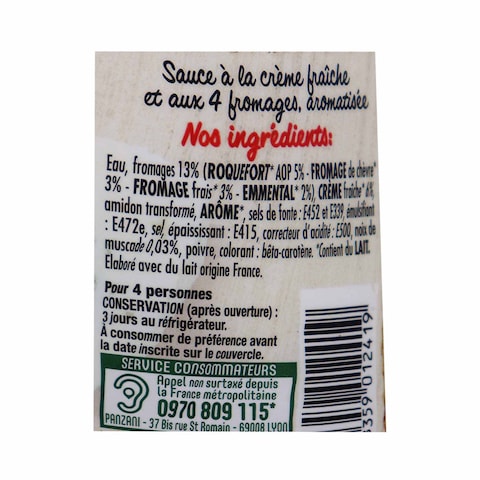 Sauce à la crème fraîche
et aux 4 fromages, aromatisée
Nos ingrédients:
Eau, fromages 13% (ROQUEFORT* AOP 5% - FROMAGE de chèvre*
3% - FROMAGE frais* 3% - EMMENTAL* 2%), CRÈME fraîche*
amidon transformé, ARÔME*, sels de fonte : E452 et E339, émulsifiant
: E472e, sel, épaississant : E415, correcteur d'acidité : E500, noix de
muscade 0,03%, poivre, colorant : bêta-carotène. *Contient du LAIT.
Elaboré avec du lait origine France.
Pour 4 personnes
CONSERVATION (après ouverture) :
3 jours au réfrigérateur.
À consommer de préférence avant
la date inscrite sur le couvercle.
SERVICE CONSOMMATEURS
Appel non surtaxé depuis
la France métropolitaine
0970 809 115*
PANZANI - 37 Bis rue St Romain - 69008 LYON
359 012419